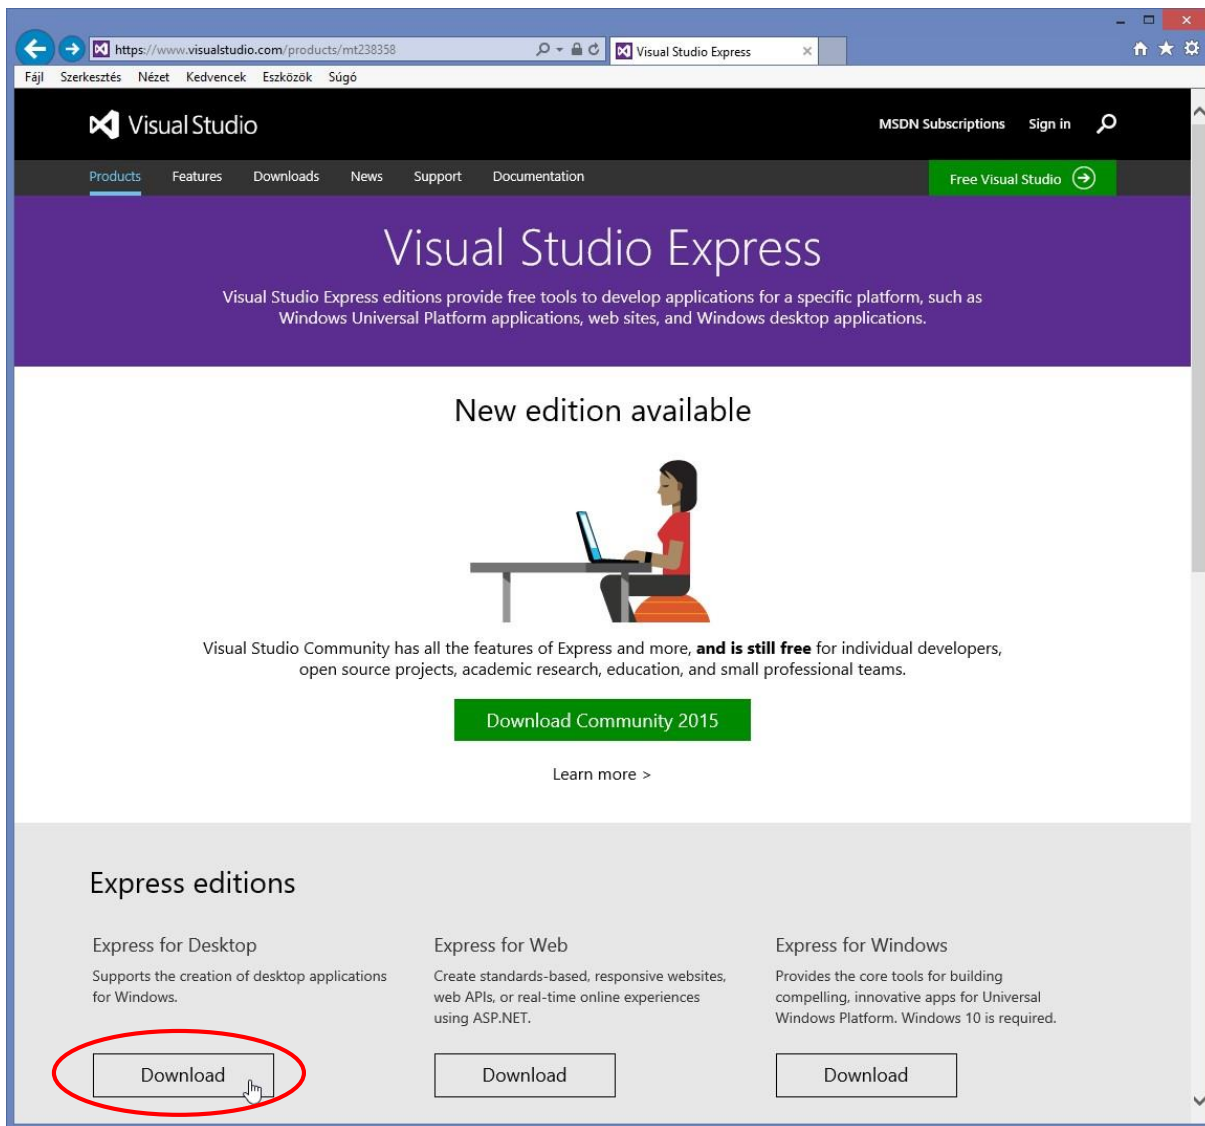 https://www.visualstudio.com/products/mt238358
Visual Studio Express
Fájl Szerkesztés Nézet Kedvencek Eszközök Súgó
Visual Studio
MSDN Subscriptions Sign in
Products Features Downloads News Support Documentation
Free Visual Studio
Visual Studio Express
Visual Studio Express editions provide free tools to develop applications for a specific platform, such as
Windows Universal Platform applications, web sites, and Windows desktop applications.
New edition available
Visual Studio Community has all the features of Express and more, and is still free for individual developers,
open source projects, academic research, education, and small professional teams.
Download Community 2015
Learn more >
Express editions
Express for Desktop
Supports the creation of desktop applications
for Windows.
Download
Express for Web
Create standards-based, responsive websites,
web APIs, or real-time online experiences
using ASP.NET.
Download
Express for Windows
Provides the core tools for building
compelling, innovative apps for Universal
Windows Platform. Windows 10 is required.
Download